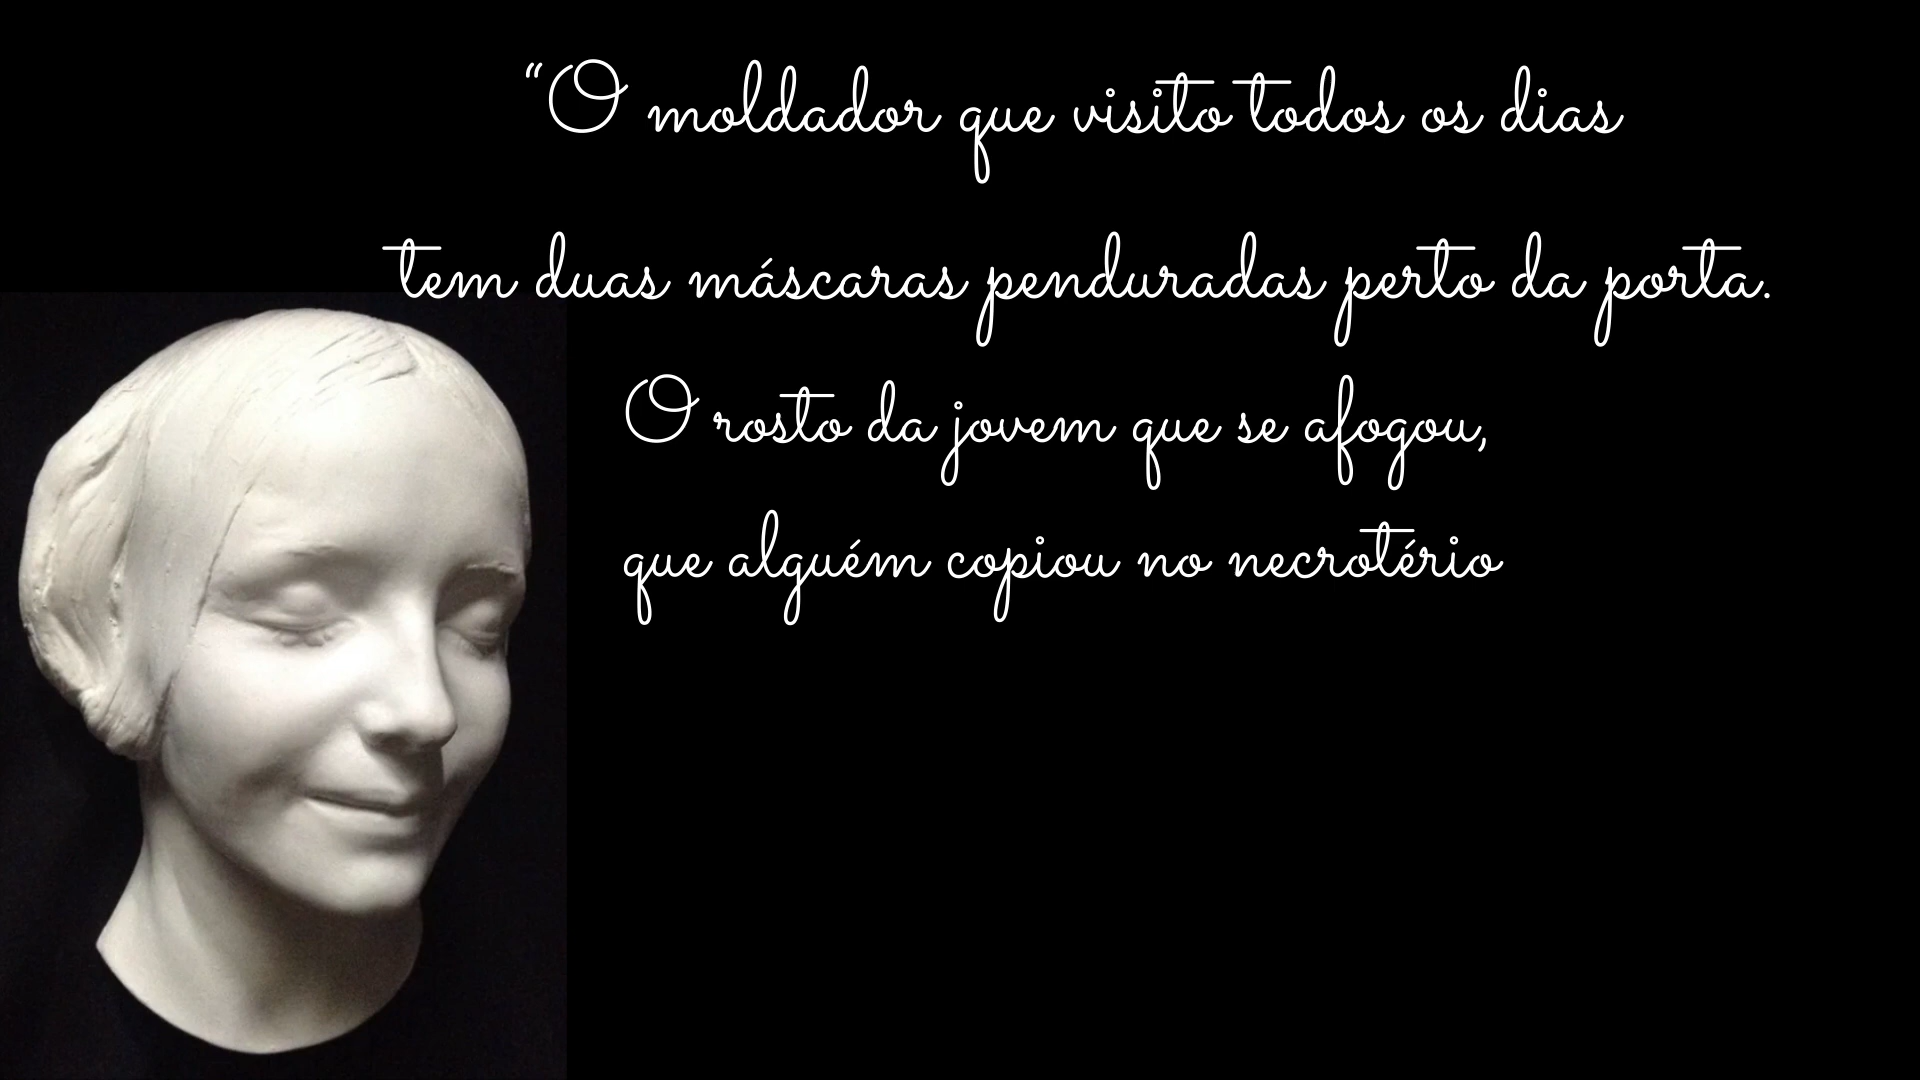 “O moldador que visito todos os dias
tem duas máscaras penduradas perto da porta.
O rosto da jovem que se afogou,
que alguém copiou no necrotério